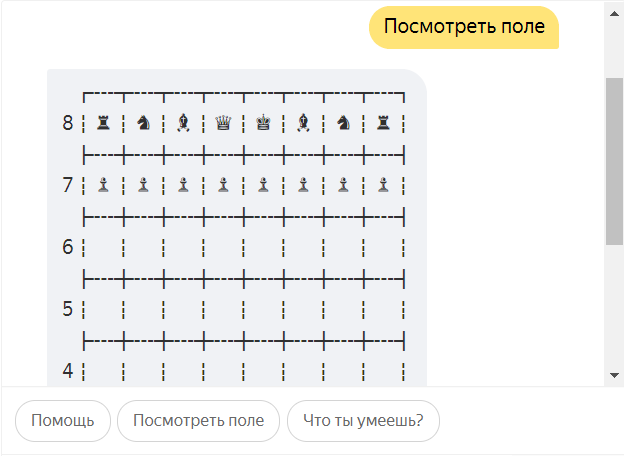 Посмотреть поле
┌---┬---┬---┬---┬---┬---┬---┬---┐
8 ┆ ♜ ┆ ♞ ┆ ♝ ┆ ♛ ┆ ♚ ┆ ♝ ┆ ♞ ┆ ♜ ┆
├---┼---┼---┼---┼---┼---┼---┼---┤
7 ┆ ♟ ┆ ♟ ┆ ♟ ┆ ♟ ┆ ♟ ┆ ♟ ┆ ♟ ┆ ♟ ┆
├---┼---┼---┼---┼---┼---┼---┼---┤
6 ┆   ┆   ┆   ┆   ┆   ┆   ┆   ┆   ┆
├---┼---┼---┼---┼---┼---┼---┼---┤
5 ┆   ┆   ┆   ┆   ┆   ┆   ┆   ┆   ┆
├---┼---┼---┼---┼---┼---┼---┼---┤
4 ┆   ┆   ┆   ┆   ┆   ┆   ┆   ┆   ┆
Помощь Посмотреть поле Что ты умеешь?